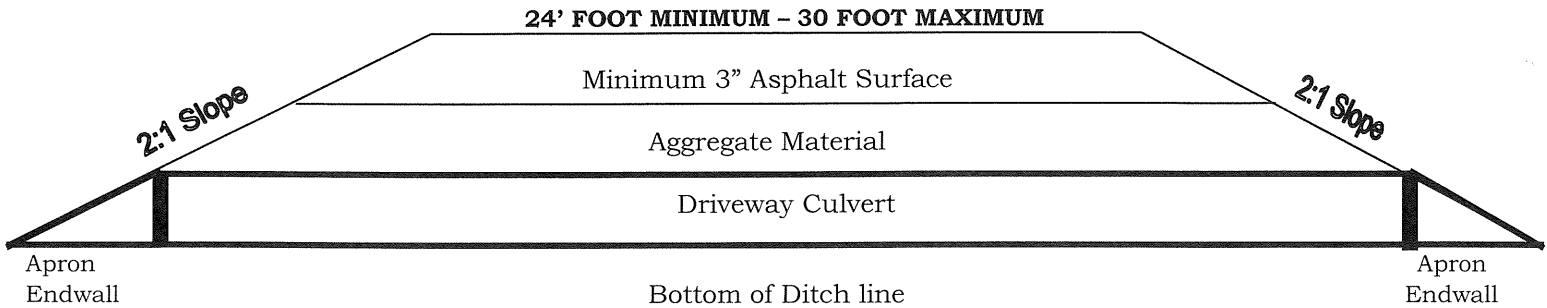 24’ FOOT MINIMUM – 30 FOOT MAXIMUM
Minimum 3” Asphalt Surface
2:1 Slope
2:1 Slope
Aggregate Material
Driveway Culvert
Apron
Endwall
Bottom of Ditch line
Apron
Endwall